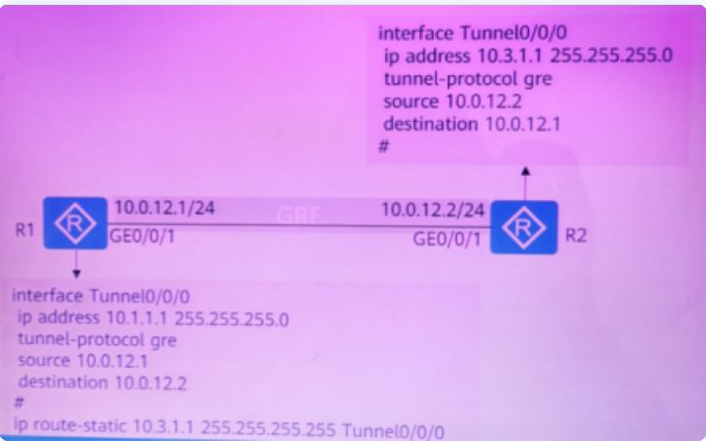 interface Tunnel0/0/0
ip address 10.3.1.1 255.255.255.0
tunnel-protocol gre
source 10.0.12.2
destination 10.0.12.1
#
10.0.12.1/24
GRE
10.0.12.2/24
R1
GE0/0/1
GE0/0/1
R2
R
R
interface Tunnel0/0/0
ip address 10.1.1.1 255.255.255.0
tunnel-protocol gre
source 10.0.12.1
destination 10.0.12.2
#
ip route-static 10.3.1.1 255.255.255.255 Tunnel0/0/0